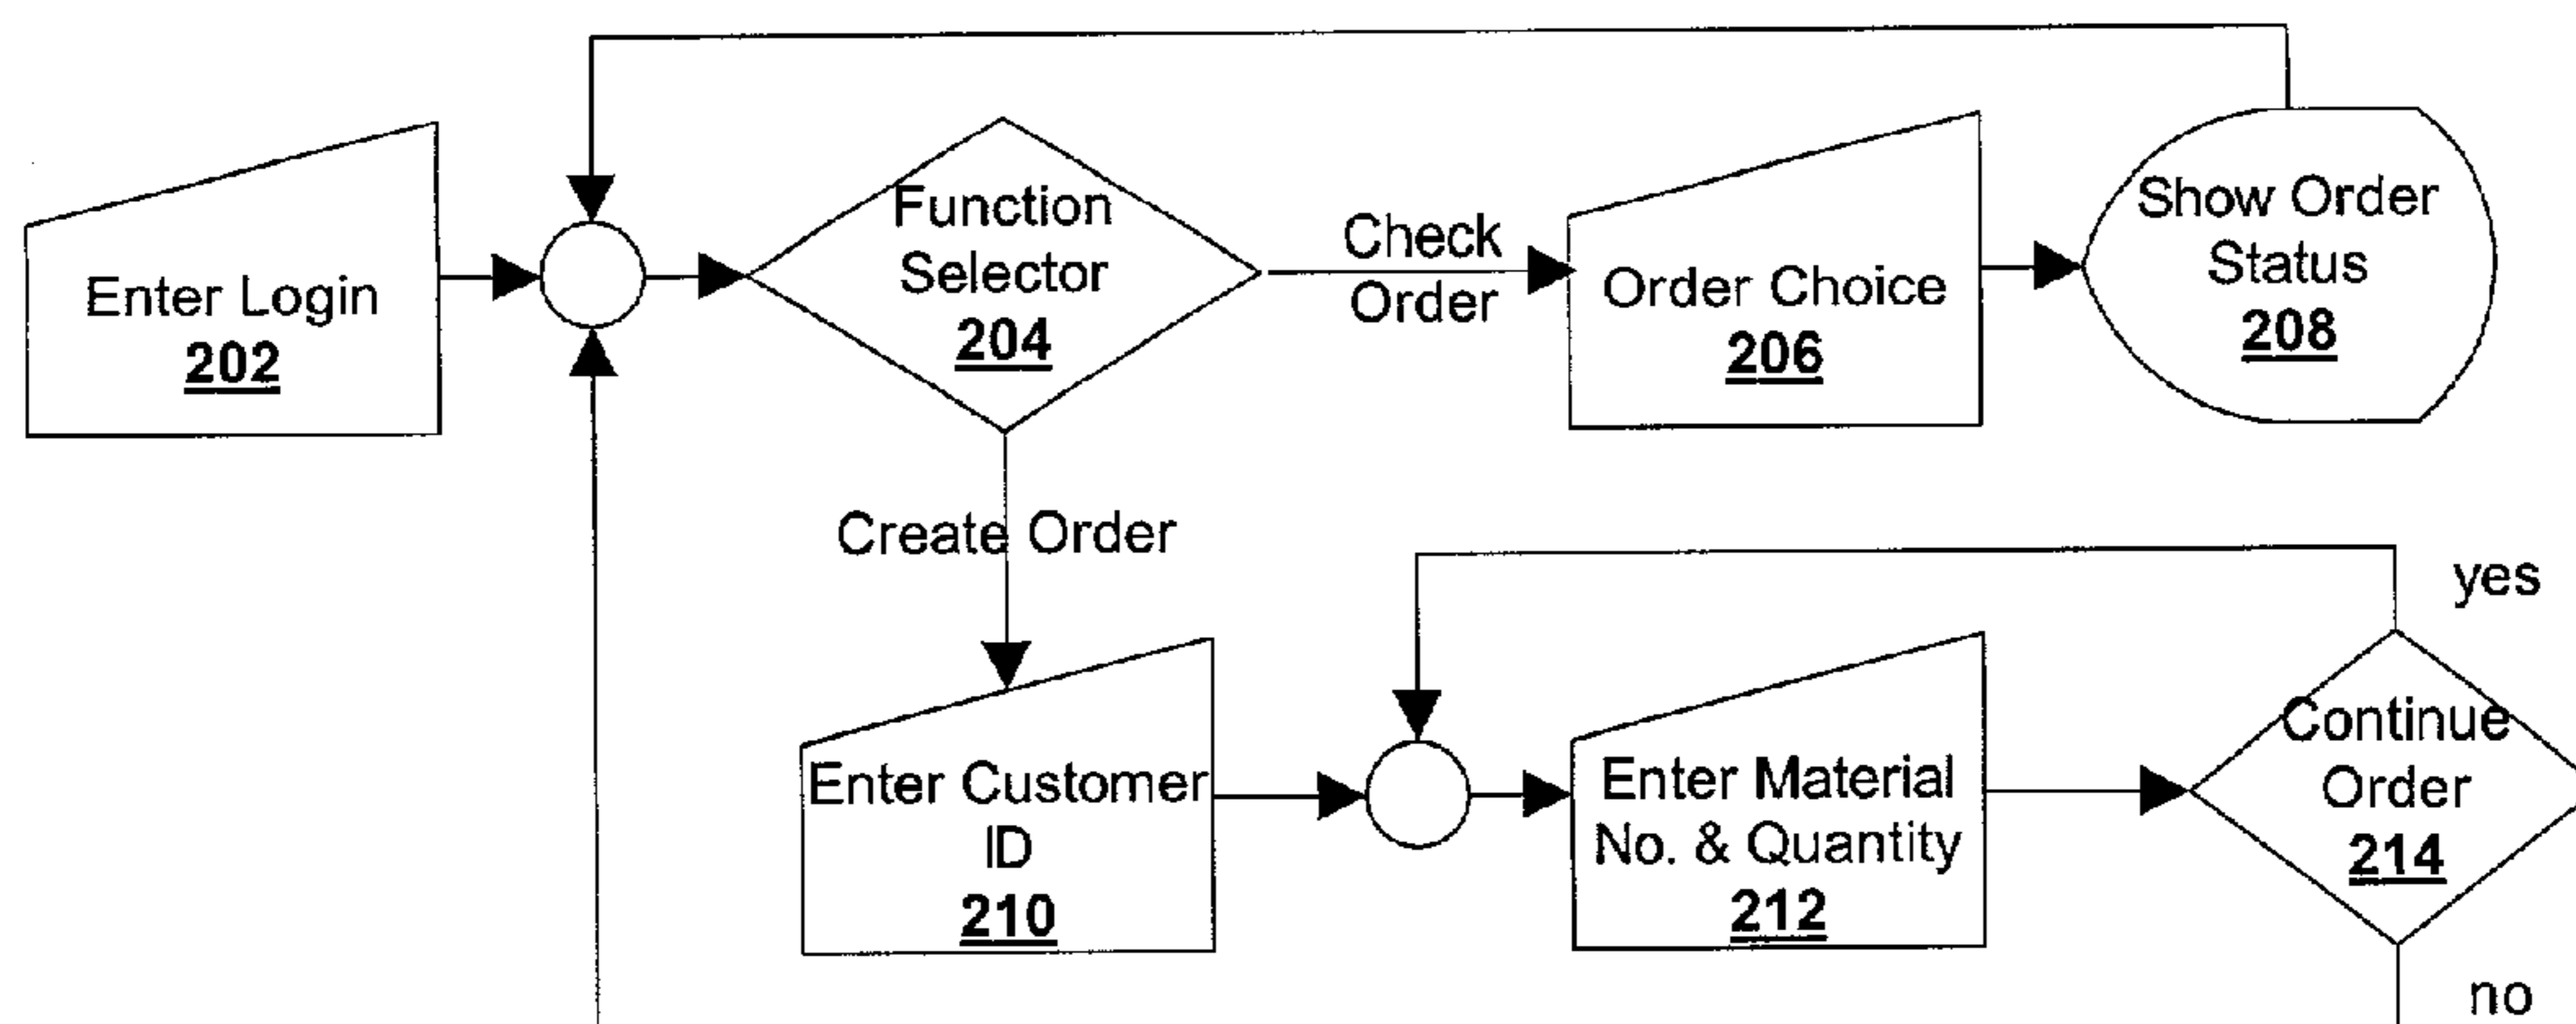 Enter Login
202
Function
Selector
204
Check
Order
Order Choice
206
Show Order
Status
208
Create Order
yes
Enter Customer
ID
210
Enter Material
No. & Quantity
212
Continue
Order
214
no